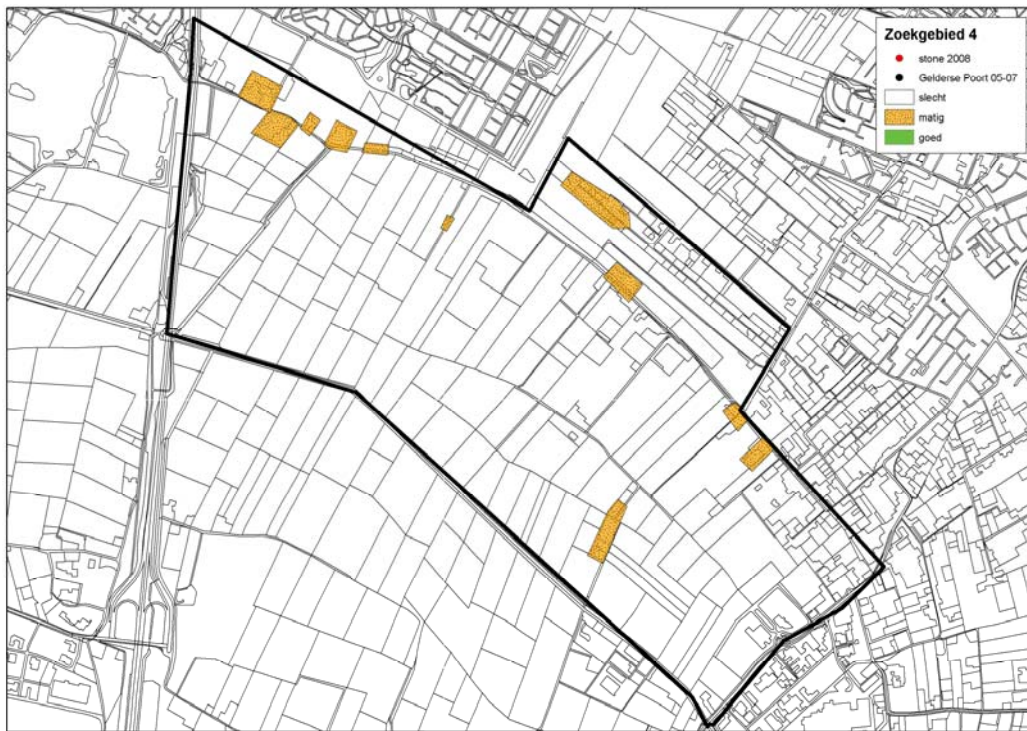 Zoekgebied 4
stone 2008
Gelderse Poort 05-07
slecht
matig
goed